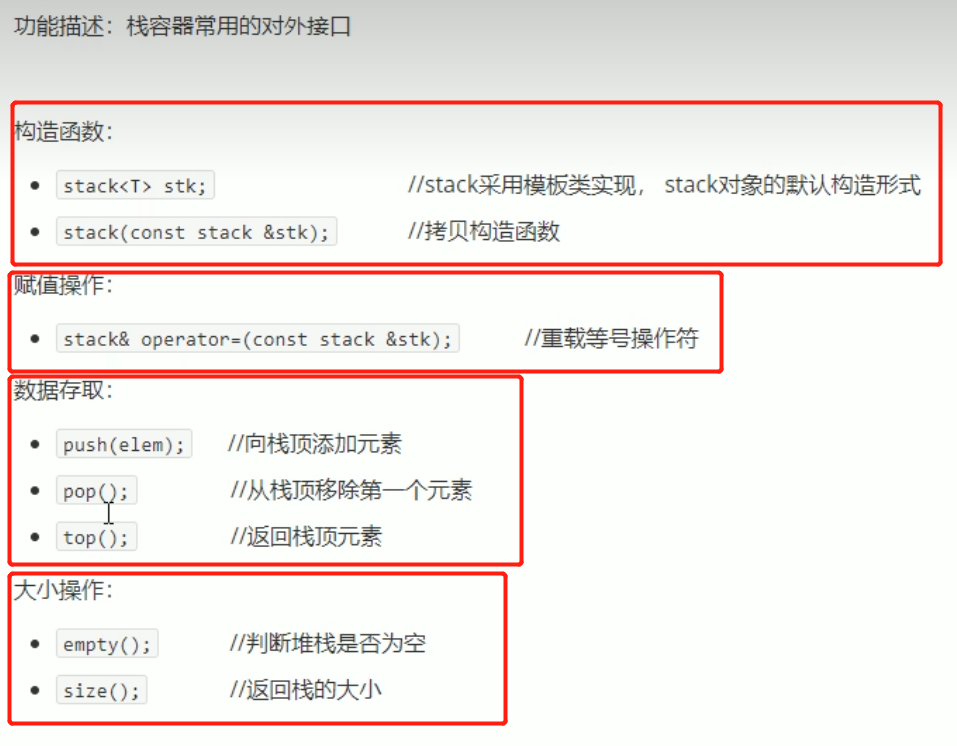 功能描述：栈容器常用的对外接口
构造函数：
stack<T> stk; //stack采用模板类实现， stack对象的默认构造形式
stack(const stack &stk); //拷贝构造函数
赋值操作：
stack& operator=(const stack &stk); //重载等号操作符
数据存取：
push(elem); //向栈顶添加元素
pop(); //从栈顶移除第一个元素
top(); //返回栈顶元素
大小操作：
empty(); //判断堆栈是否为空
size(); //返回栈的大小